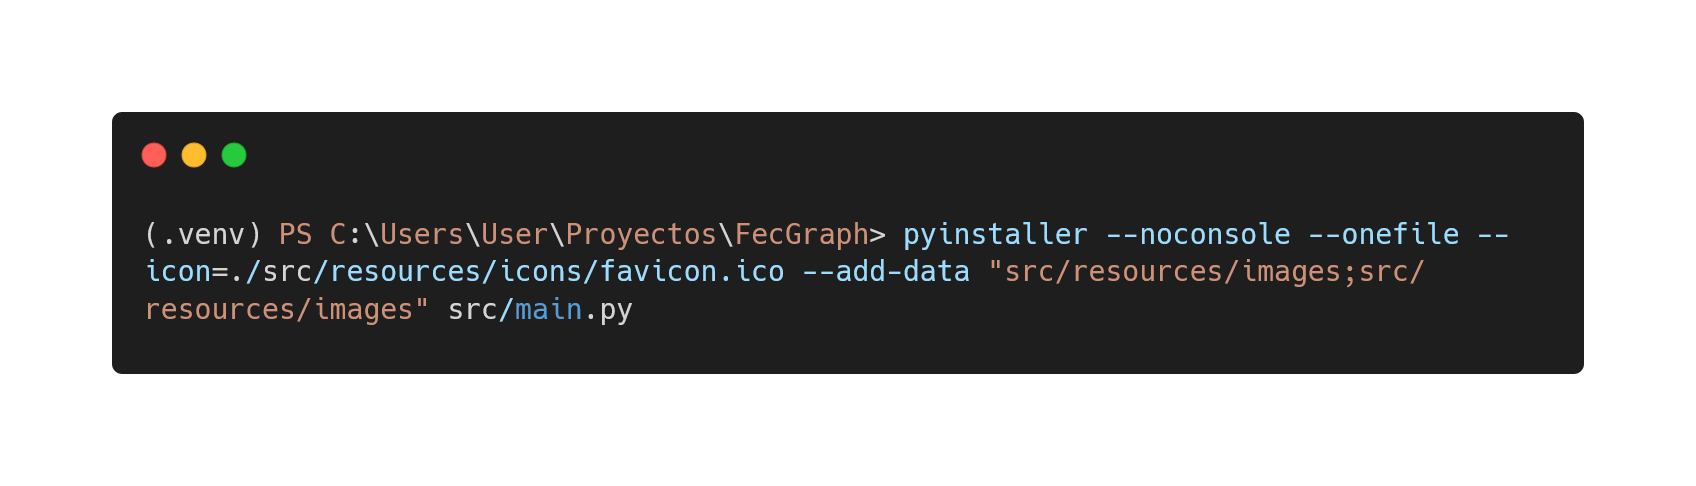 (.venv) PS C:\Users\User\Proyectos\FecGraph> pyinstaller --noconsole --onefile --
icon=./src/resources/icons/favicon.ico --add-data "src/resources/images;src/
resources/images" src/main.py